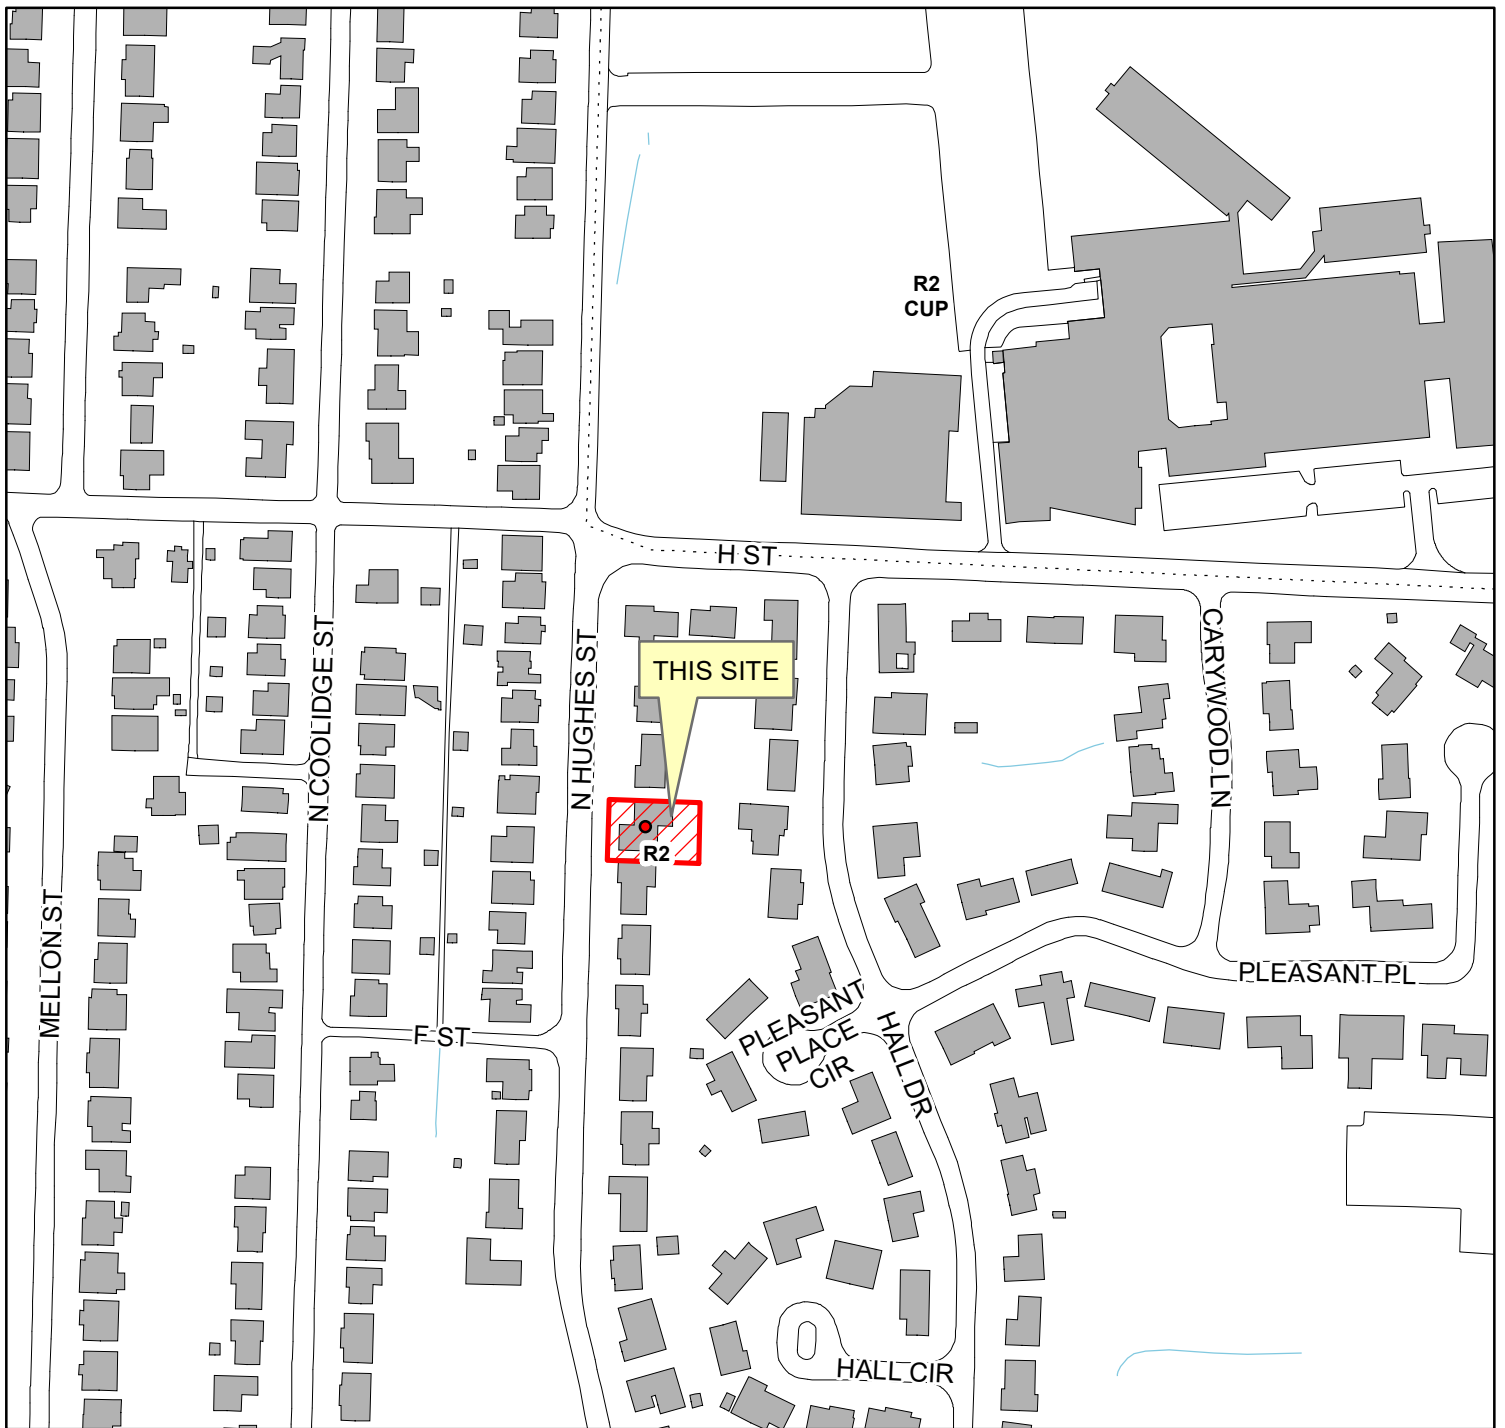 R2
CUP
H ST
THIS SITE
CARYWOOD LN
N COOLIDGE ST
N HUGHES ST
R2
MELLON ST
PLEASANT PL
PLEASANT
PLACE
CIR
F ST
HALL DR
HALL CIR